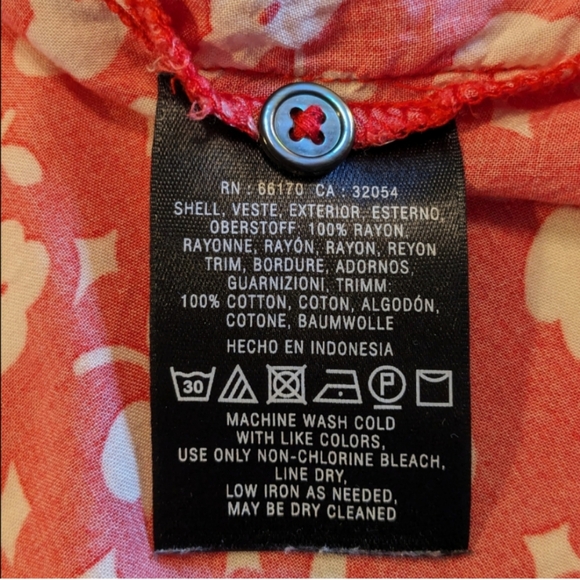 RN : 66170 CA : 32054
SHELL, VESTE, EXTERIOR, ESTERNO,
OBERSTOFF: 100% RAYON,
RAYONNE, RAYÓN, RAYON, REYON
TRIM, BORDURE, ADORNOS,
GUARNIZIONI, TRIMM:
100% COTTON, COTON, ALGODÓN,
COTONE, BAUMWOLLE
HECHO EN INDONESIA
30 P
MACHINE WASH COLD
WITH LIKE COLORS,
USE ONLY NON-CHLORINE BLEACH,
LINE DRY,
LOW IRON AS NEEDED,
MAY BE DRY CLEANED